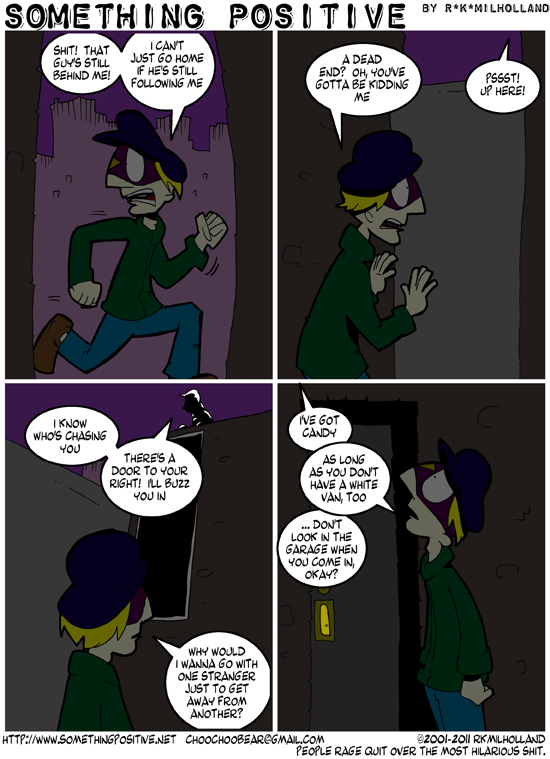 SOMETHING POSITIVE BY R*K*MILHOLLAND
SHIT! THAT
GUY'S STILL
BEHIND ME!
I CAN'T
JUST GO HOME
IF HE'S STILL
FOLLOWING ME
A DEAD
END? OH, YOU'VE
GOTTA BE KIDDING
ME
PSSST!
UP HERE!
I KNOW
WHO'S CHASING
YOU
THERE'S A
DOOR TO YOUR
RIGHT! I'LL BUZZ
YOU IN
WHY WOULD
I WANNA GO WITH
ONE STRANGER
JUST TO GET
AWAY FROM
ANOTHER?
I'VE GOT
CANDY
AS LONG
AS YOU DON'T
HAVE A WHITE
VAN, TOO
... DON'T
LOOK IN THE
GARAGE WHEN
YOU COME IN,
OKAY?
HTTP://WWW.SOMETHINGPOSITIVE.NET CHOOCHOOBEAR@GMAIL.COM ©2001-2011 RKMILHOLLAND
PEOPLE RAGE QUIT OVER THE MOST HILARIOUS SHIT.